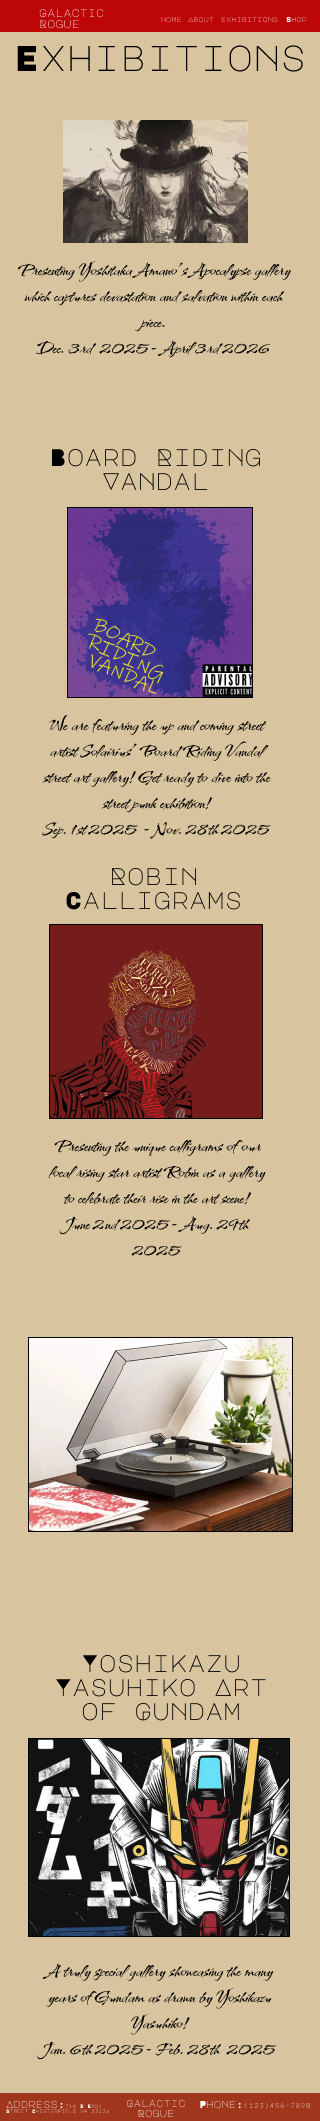 GALACTIC
ROGUE
HOME ABOUT EXHIBITIONS SHOP
EXHIBITIONS
Presenting Yoshitaka Amano's Apocalypse gallery
which captures devastation and salvation within each
piece.
Dec. 3rd 2025 - April 3rd 2026
BOARD RIDING
VANDAL
BOARD
RIDING
VANDAL
PARENTAL
ADVISORY
EXPLICIT CONTENT
We are featuring the up and coming street
artist Solairius' Board Riding Vandal
street art gallery! Get ready to dive into the
street punk exhibition!
Sep. 1st 2025 - Nov. 28th 2025
ROBIN
CALLIGRAMS
FURIOUS
NECK
Presenting the unique calligrams of our
local rising star artist Robin as a gallery
to celebrate their rise in the art scene!
June 2nd 2025 - Aug. 29th
2025
YOSHIKAZU
YASUHIKO ART
OF GUNDAM
A truly special gallery showcasing the many
years of Gundam as drawn by Yoshikazu
Yasuhiko!
Jan. 6th 2025 - Feb. 28th 2025
ADDRESS:
GALACTIC
ROGUE
PHONE: (123)456-7890